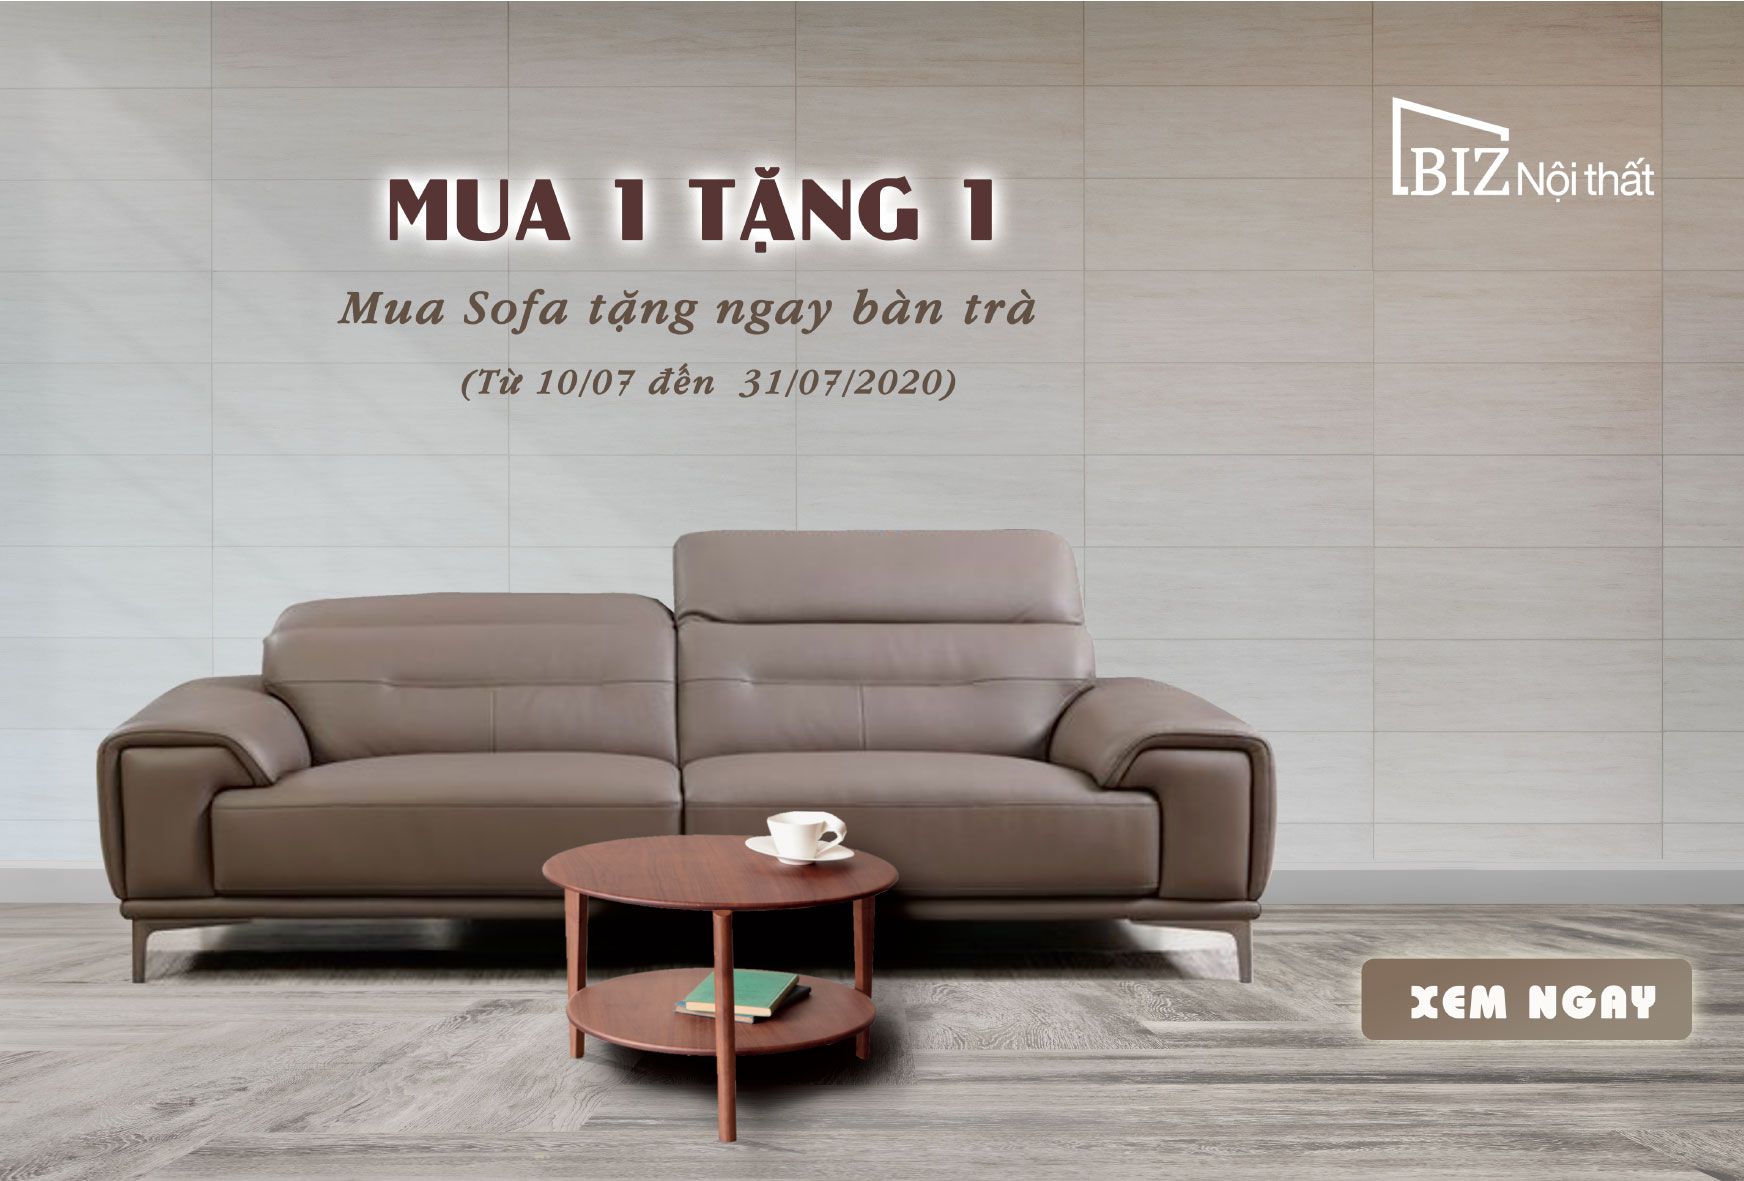 BIZ Nội thất
MUA 1 TẶNG 1
Mua Sofa tặng ngay bàn trà
(Từ 10/07 đến 31/07/2020)
XEM NGAY